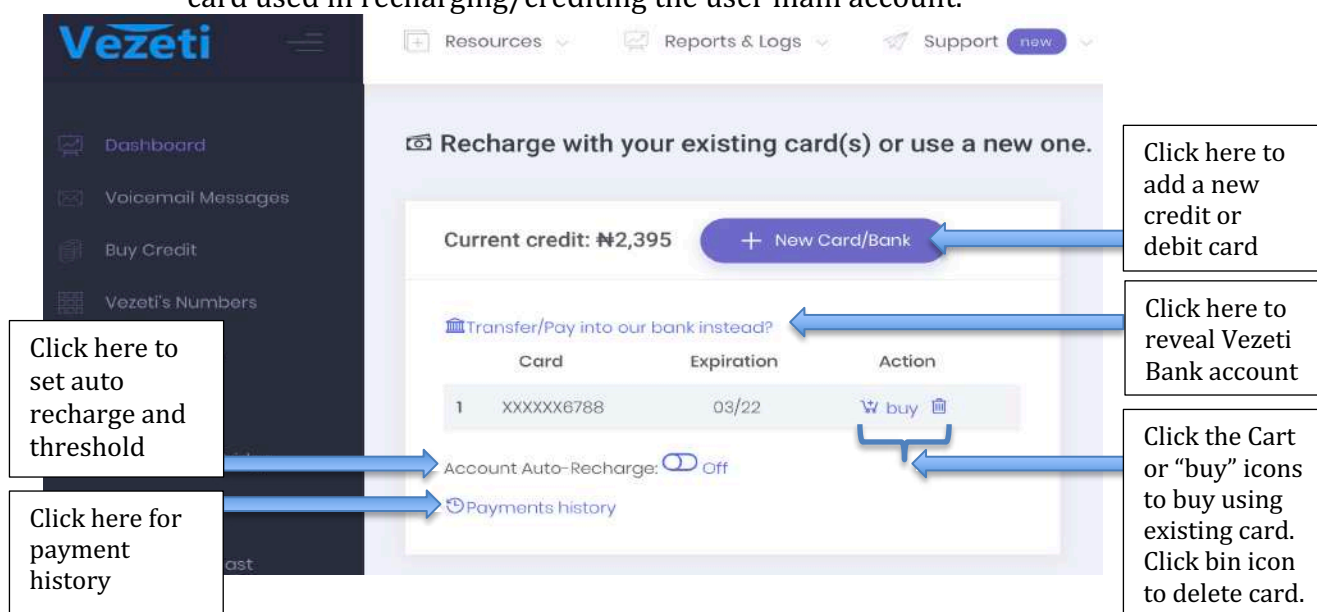 card used in recharging/crediting the user main account.
Vezeti
Resources
Reports & Logs
Support new
Dashboard
Voicemail Messages
Buy Credit
Vezeti's Numbers
Recharge with your existing card(s) or use a new one.
Current credit: ₦2,395
+ New Card/Bank
Transfer/Pay into our bank instead?
Card Expiration Action
1 XXXXXX6788 03/22 buy
Account Auto-Recharge: Off
Payments history
Click here to
set auto
recharge and
threshold
Click here for
payment
history
Click here to
add a new
credit or
debit card
Click here to
reveal Vezeti
Bank account
Click the Cart
or “buy” icons
to buy using
existing card.
Click bin icon
to delete card.